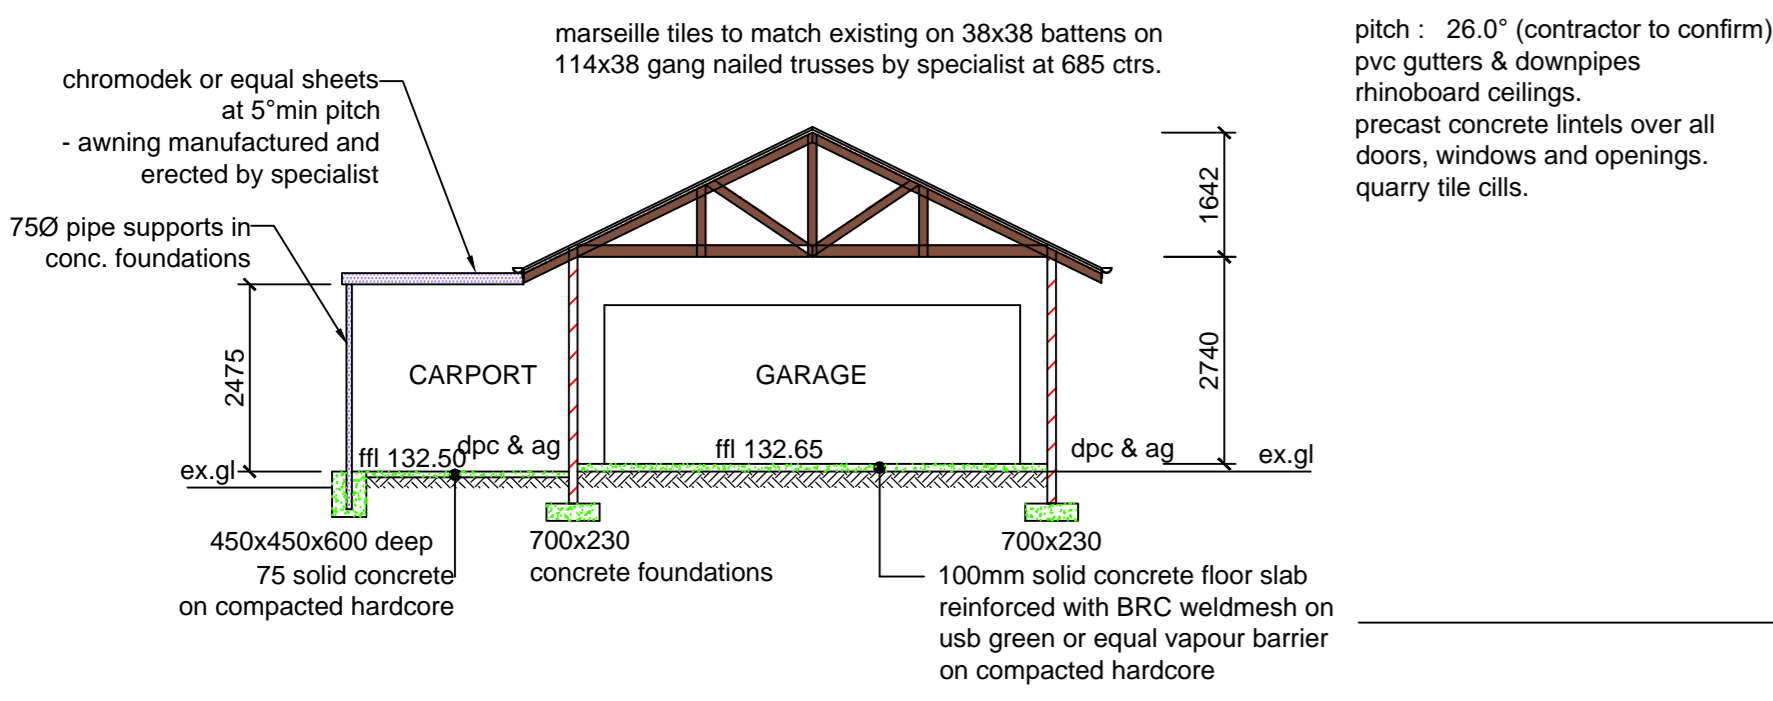 marseille tiles to match existing on 38x38 battens on
114x38 gang nailed trusses by specialist at 685 ctrs.
pitch : 26.0° (contractor to confirm)
pvc gutters & downpipes
rhinoboard ceilings.
precast concrete lintels over all
doors, windows and openings.
quarry tile cills.
chromodek or equal sheets
at 5°min pitch
- awning manufactured and
erected by specialist
75Ø pipe supports in
conc. foundations
1642
2740
2475
CARPORT
GARAGE
ffl 132.50
dpc & ag
ffl 132.65
dpc & ag
ex.gl
ex.gl
450x450x600 deep
75 solid concrete
on compacted hardcore
700x230
concrete foundations
700x230
100mm solid concrete floor slab
reinforced with BRC weldmesh on
usb green or equal vapour barrier
on compacted hardcore